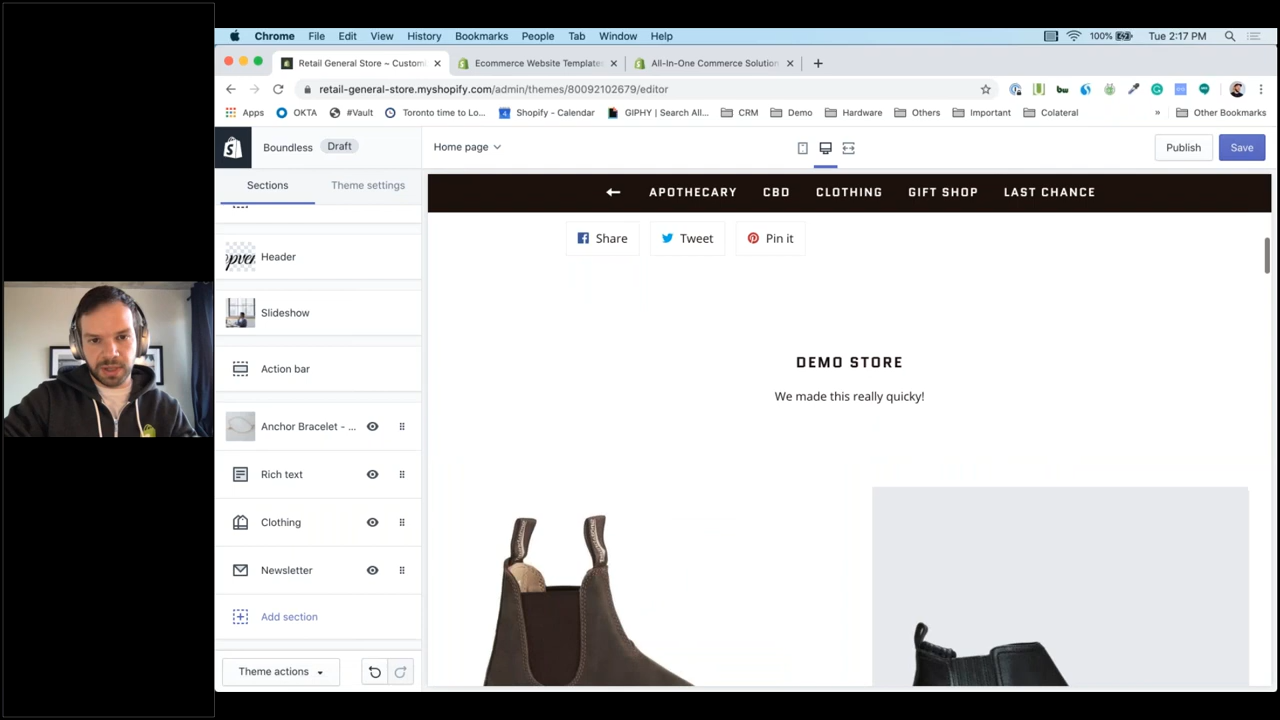 Chrome File Edit View History Bookmarks People Tab Window Help 100% Tue 2:17 PM
Retail General Store ~ Custom Ecommerce Website Templates All-In-One Commerce Solution
retail-general-store.myshopify.com/admin/themes/80092102679/editor
Apps OKTA #Vault Toronto time to Lo... Shopify - Calendar GIPHY | Search All... CRM Demo Hardware Others Important Colateral » Other Bookmarks
Boundless Draft Home page Publish Save
Sections Theme settings
APOTHECARY CBD CLOTHING GIFT SHOP LAST CHANCE
Share Tweet Pin it
Header
Slideshow
DEMO STORE
Action bar
We made this really quicky!
Anchor Bracelet - ...
Rich text
Clothing
Newsletter
Add section
Theme actions